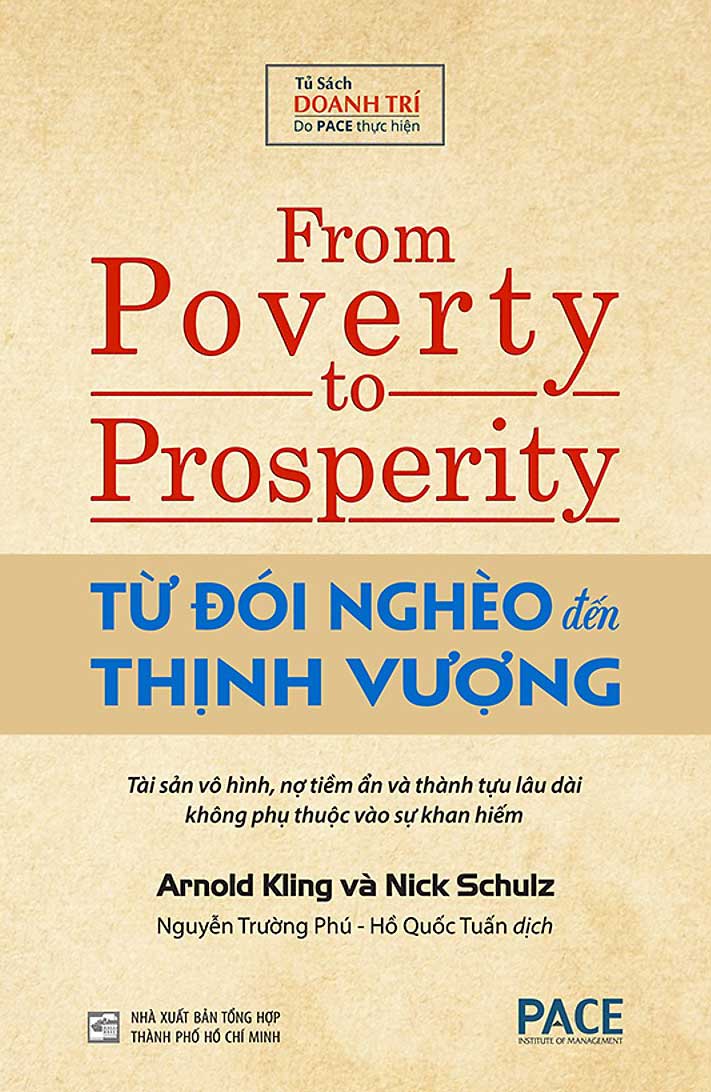 Tủ Sách
DOANH TRÍ
Do PACE thực hiện
From
Poverty
to
Prosperity
TỪ ĐÓI NGHÈO đến
THỊNH VƯỢNG
Tài sản vô hình, nợ tiềm ẩn và thành tựu lâu dài
không phụ thuộc vào sự khan hiếm
Arnold Kling và Nick Schulz
Nguyễn Trường Phú - Hồ Quốc Tuấn dịch
NHÀ XUẤT BẢN TỔNG HỢP
THÀNH PHỐ HỒ CHÍ MINH
PACE
INSTITUTE OF MANAGEMENT